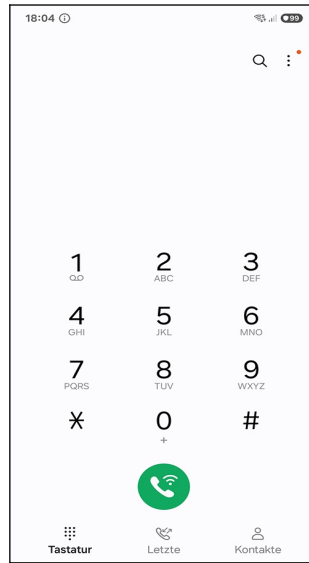 18:04 99
1 2 3
ABC DEF
4 5 6
GHI JKL MNO
7 8 9
PQRS TUV WXYZ
* 0 #
+
Tastatur Letzte Kontakte